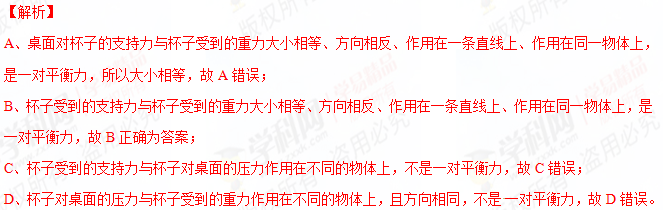 【解析】
A、桌面对杯子的支持力与杯子受到的重力大小相等、方向相反、作用在一条直线上、作用在同一物体上，
是一对平衡力，所以大小相等，故 A 错误；
B、杯子受到的支持力与杯子受到的重力大小相等、方向相反、作用在一条直线上、作用在同一物体上，是
一对平衡力，故 B 正确为答案；
C、杯子受到的支持力与杯子对桌面的压力作用在不同的物体上，不是一对平衡力，故 C 错误；
D、杯子对桌面的压力与杯子受到的重力作用在不同的物体上，且方向相同，不是一对平衡力，故 D 错误。